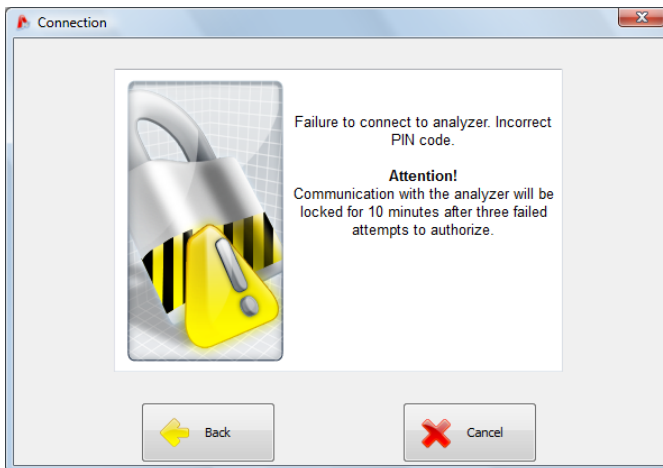 Connection
Failure to connect to analyzer. Incorrect
PIN code.
Attention!
Communication with the analyzer will be
locked for 10 minutes after three failed
attempts to authorize.
Back
Cancel